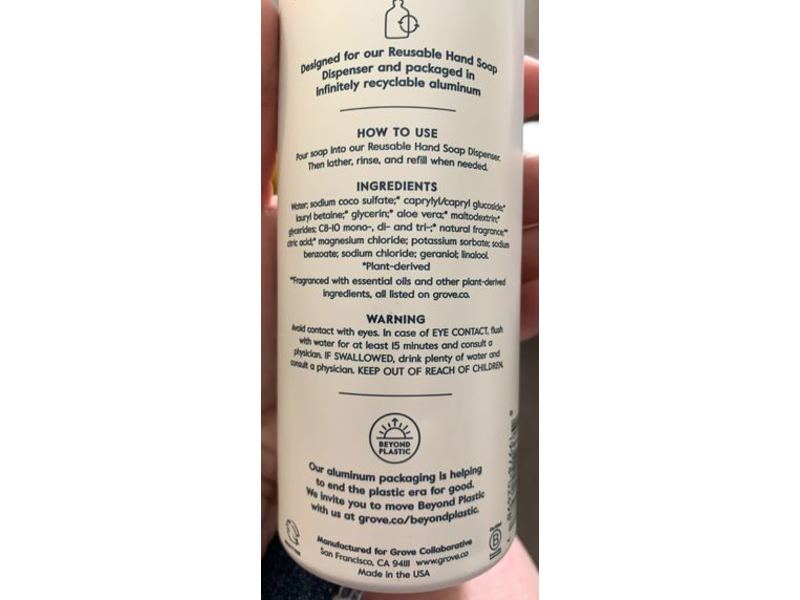 Designed for our Reusable Hand Soap
Dispenser and packaged in
infinitely recyclable aluminum
HOW TO USE
Pour soap into our Reusable Hand Soap Dispenser.
Then lather, rinse, and refill when needed.
INGREDIENTS
Water; sodium coco sulfate;* caprylyl/capryl glucoside;*
lauryl betaine;* glycerin;* aloe vera;* maltodextrin;*
glycerides, C8-10 mono-, di- and tri-;* natural fragrance;**
citric acid;* magnesium chloride; potassium sorbate; sodium
benzoate; sodium chloride; geraniol; linalool.
*Plant-derived
**Fragranced with essential oils and other plant-derived
ingredients, all listed on grove.co.
WARNING
Avoid contact with eyes. In case of EYE CONTACT, flush
with water for at least 15 minutes and consult a
physician. IF SWALLOWED, drink plenty of water and
consult a physician. KEEP OUT OF REACH OF CHILDREN.
BEYOND
PLASTIC
Our aluminum packaging is helping
to end the plastic era for good.
We invite you to move Beyond Plastic
with us at grove.co/beyondplastic.
Manufactured for Grove Collaborative
San Francisco, CA 94111 www.grove.co
Made in the USA
B